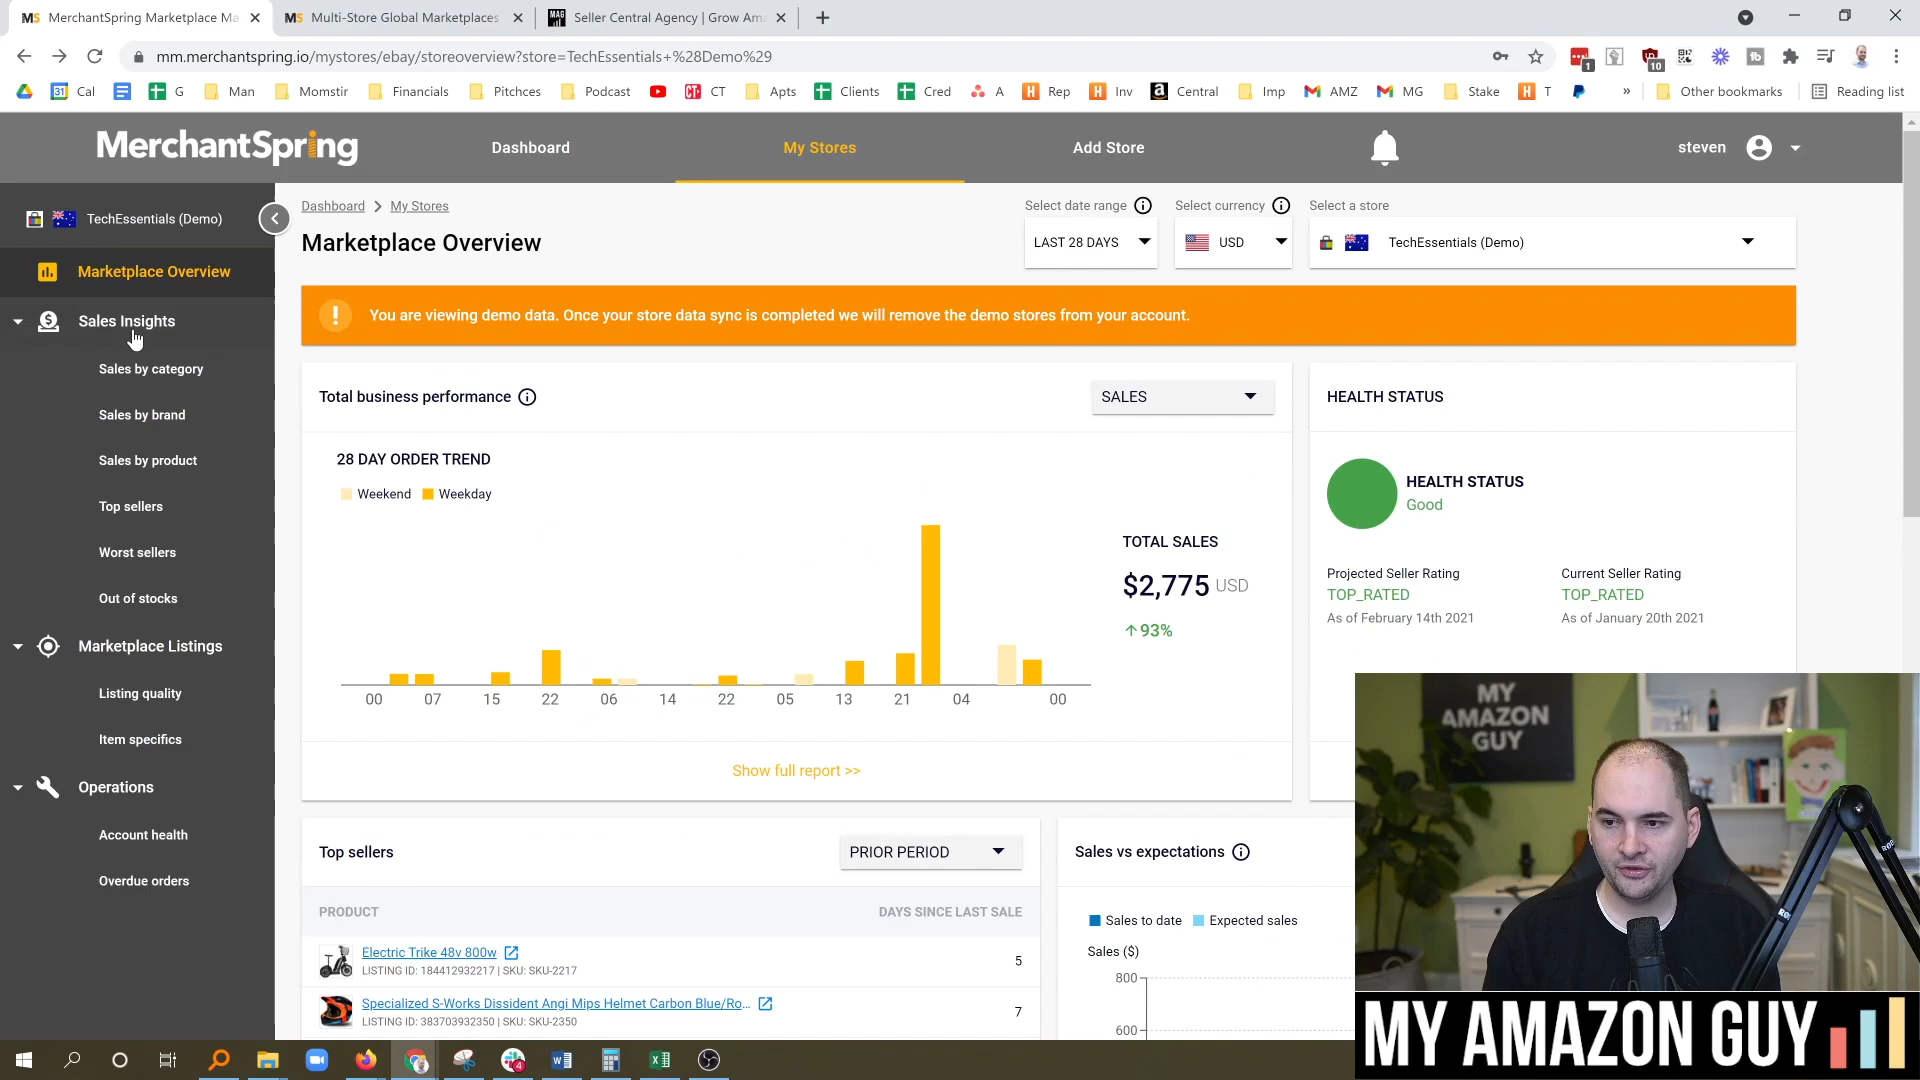 MS MerchantSpring Marketplace Ma
MS Multi-Store Global Marketplaces
MAG Seller Central Agency | Grow Am
mm.merchantspring.io/mystores/ebay/storeoverview?store=TechEssentials+%28Demo%29
1
10
31 Cal
G
Man
Momstir
Financials
Pitchces
Podcast
CT CT
Apts
Clients
Cred
A
H Rep
H Inv
a Central
Imp
AMZ
MG
Stake
H T
»
Other bookmarks
Reading list
MerchantSpring
Dashboard
My Stores
Add Store
steven
TechEssentials (Demo)
Marketplace Overview
Sales Insights
Sales by category
Sales by brand
Sales by product
Top sellers
Worst sellers
Out of stocks
Marketplace Listings
Listing quality
Item specifics
Operations
Account health
Overdue orders
Dashboard > My Stores
Marketplace Overview
Select date range
LAST 28 DAYS
Select currency
USD
Select a store
TechEssentials (Demo)
! You are viewing demo data. Once your store data sync is completed we will remove the demo stores from your account.
Total business performance
SALES
28 DAY ORDER TREND
Weekend Weekday
00 07 15 22 06 14 22 05 13 21 04 00
TOTAL SALES
$2,775 USD
↑93%
Show full report >>
HEALTH STATUS
HEALTH STATUS
Good
Projected Seller Rating
TOP_RATED
As of February 14th 2021
Current Seller Rating
TOP_RATED
As of January 20th 2021
Top sellers
PRIOR PERIOD
PRODUCT DAYS SINCE LAST SALE
Electric Trike 48v 800w
LISTING ID: 184412932217 | SKU: SKU-2217
5
Specialized S-Works Dissident Angi Mips Helmet Carbon Blue/Ro...
LISTING ID: 383703932350 | SKU: SKU-2350
7
Sales vs expectations
Sales to date Expected sales
Sales ($)
800
600
MY
AMAZON
GUY
MY AMAZON GUY
4